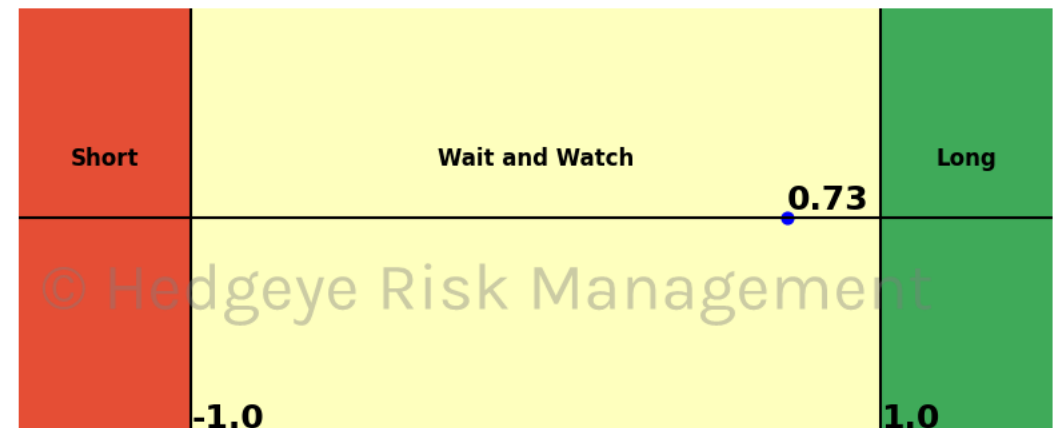 Short
Wait and Watch
Long
0.73
© Hedgeye Risk Management
-1.0
1.0